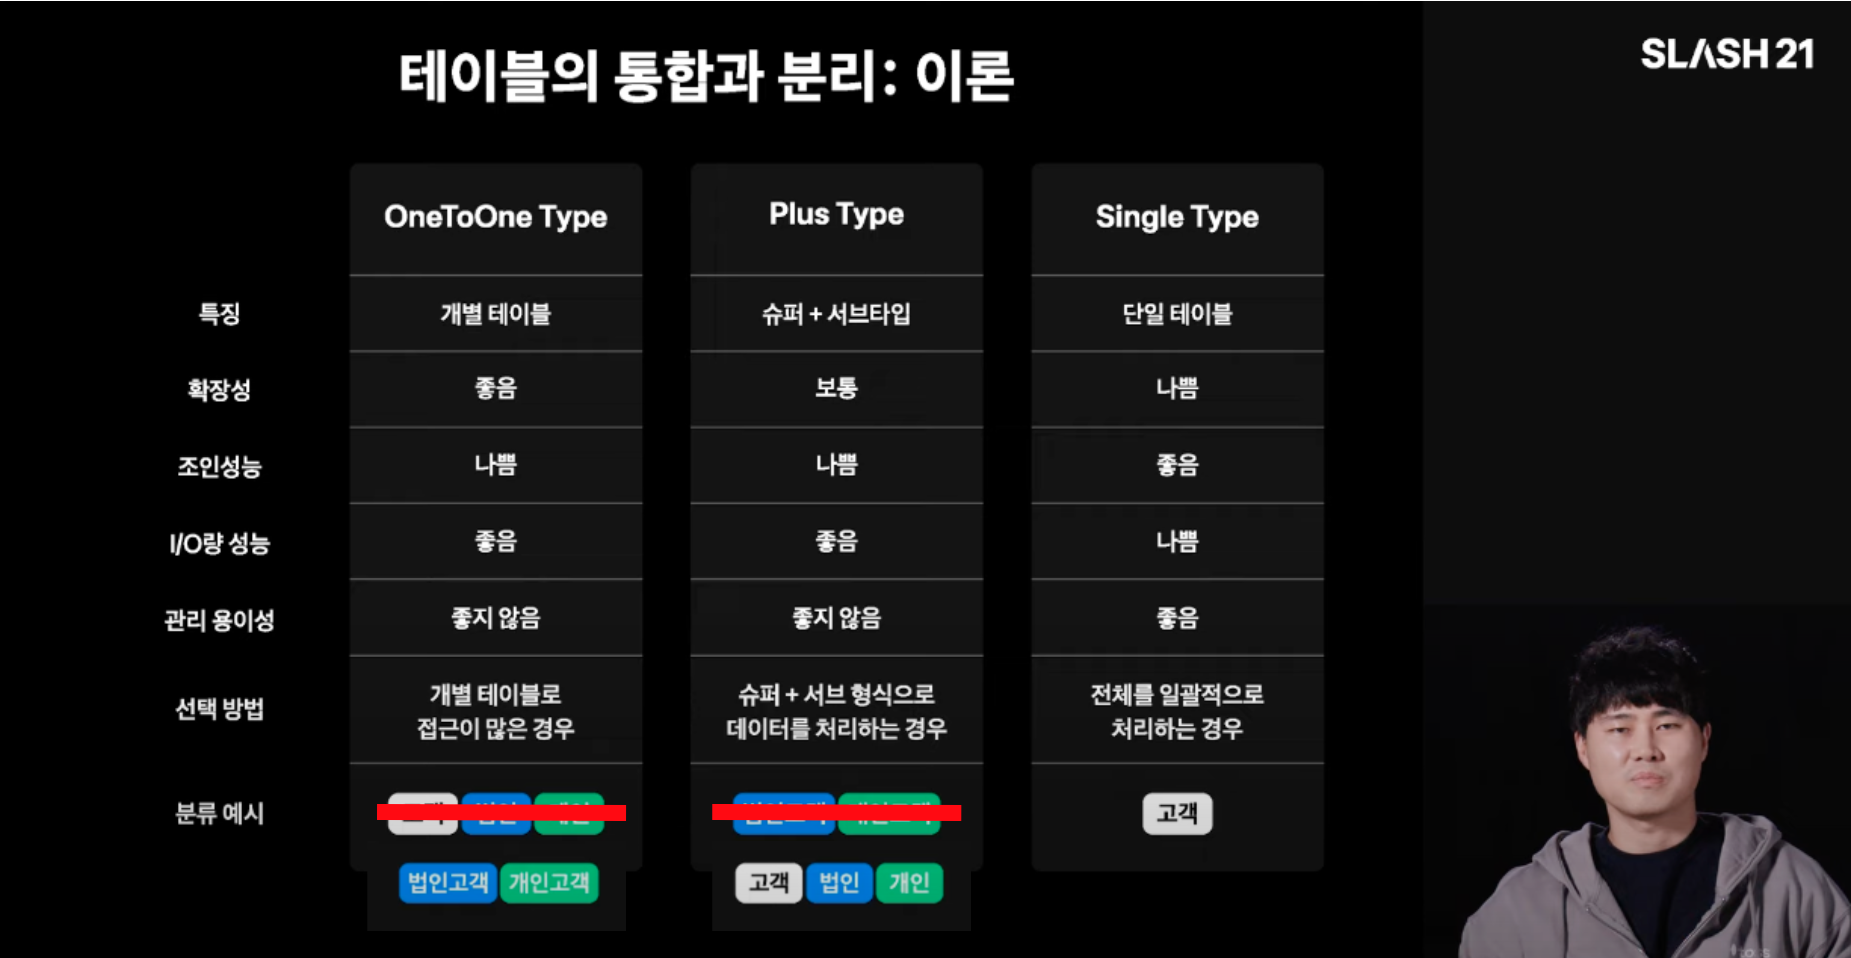 테이블의 통합과 분리: 이론
SLASH 21
OneToOne Type
Plus Type
Single Type
특징
개별 테이블
슈퍼 + 서브타입
단일 테이블
확장성
좋음
보통
나쁨
조인성능
나쁨
나쁨
좋음
I/O량 성능
좋음
좋음
나쁨
관리 용이성
좋지 않음
좋지 않음
좋음
선택 방법
개별 테이블로
접근이 많은 경우
슈퍼 + 서브 형식으로
데이터를 처리하는 경우
전체를 일괄적으로
처리하는 경우
분류 예시
고객
법인고객 개인고객
고객 법인 개인